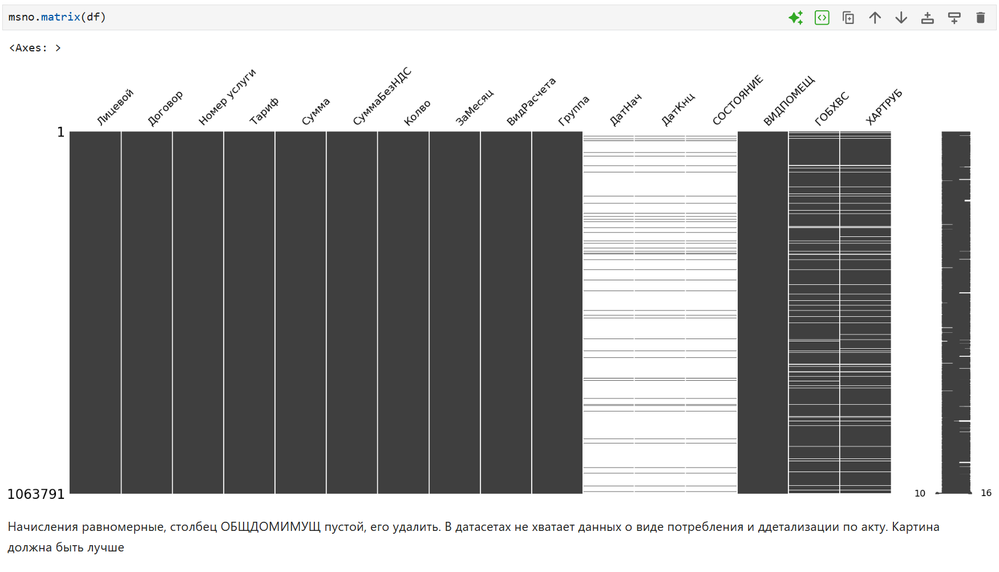 msno.matrix(df)
<Axes: >
Лицевой
Договор
Номер услуги
Тариф
Сумма
СуммаБезНДС
Колво
ЗаМесяц
ВидРасчета
Группа
ДатНач
ДатКнц
СОСТОЯНИЕ
ВИДПОМЕЩ
ГОБХВС
ХАРТРУБ
1
1063791
10
16
Начисления равномерные, столбец ОБЩДОМИМУЩ пустой, его удалить. В датасетах не хватает данных о виде потребления и ддетализации по акту. Картина
должна быть лучше